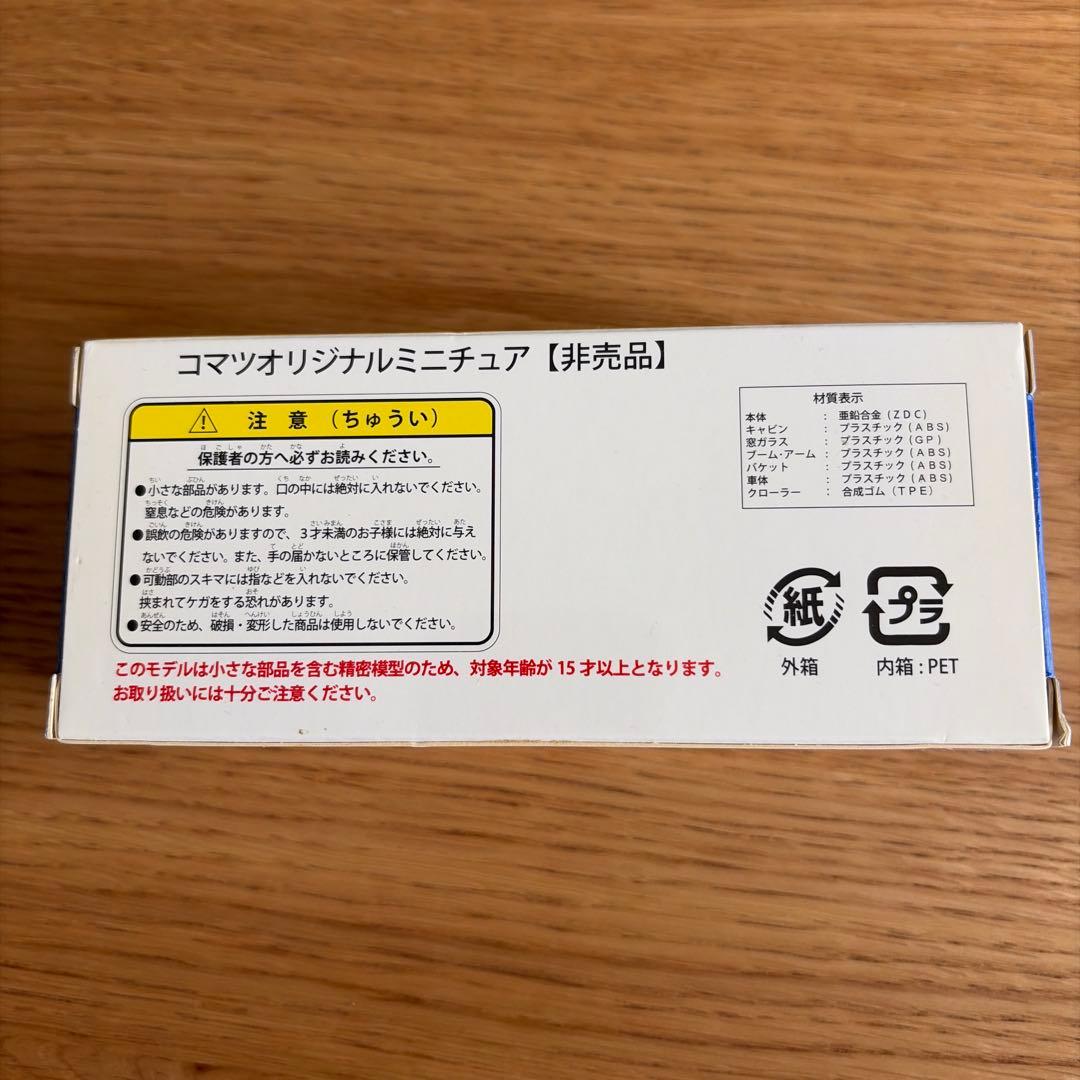 コマツオリジナルミニチュア【非売品】
注 意 （ちゅうい）
保護者の方へ必ずお読みください。
●小さな部品があります。口の中には絶対に入れないでください。
窒息などの危険があります。
●誤飲の危険がありますので、3才未満のお子様には絶対に与え
ないでください。また、手の届かないところに保管してください。
●可動部のスキマには指などを入れないでください。
挟まれてケガをする恐れがあります。
●安全のため、破損・変形した商品は使用しないでください。
このモデルは小さな部品を含む精密模型のため、対象年齢が 15 才以上となります。
お取り扱いには十分ご注意ください。
材質表示
本体 : 亜鉛合金(ZDC)
キャビン : プラスチック(ABS)
窓ガラス : プラスチック(GP)
ブーム・アーム : プラスチック(ABS)
バケット : プラスチック(ABS)
車体 : プラスチック(ABS)
クローラー : 合成ゴム(TPE)
紙
外箱
プラ
内箱 : PET